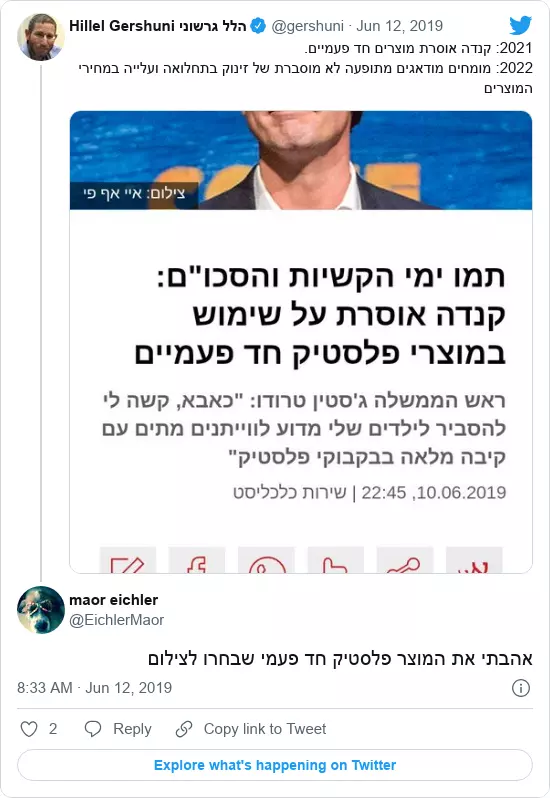 Hillel Gershuni הלל גרשוני @gershuni · Jun 12, 2019
2021: קנדה אוסרת מוצרים חד פעמיים.
2022: מומחים מודאגים מתופעה לא מוסברת של זינוק בתחלואה ועלייה במחירי
המוצרים
צילום: איי אף פי
תמו ימי הקשיות והסכו"ם:
קנדה אוסרת על שימוש
במוצרי פלסטיק חד פעמיים
ראש הממשלה ג'סטין טרודו: "כאבא, קשה לי
להסביר לילדים שלי מדוע לווייתנים מתים עם
קיבה מלאה בבקבוקי פלסטיק"
שירות כלכליסט | 22:45 ,10.06.2019
maor eichler
@EichlerMaor
אהבתי את המוצר פלסטיק חד פעמי שבחרו לצילום
8:33 AM · Jun 12, 2019
2 Reply Copy link to Tweet
Explore what's happening on Twitter